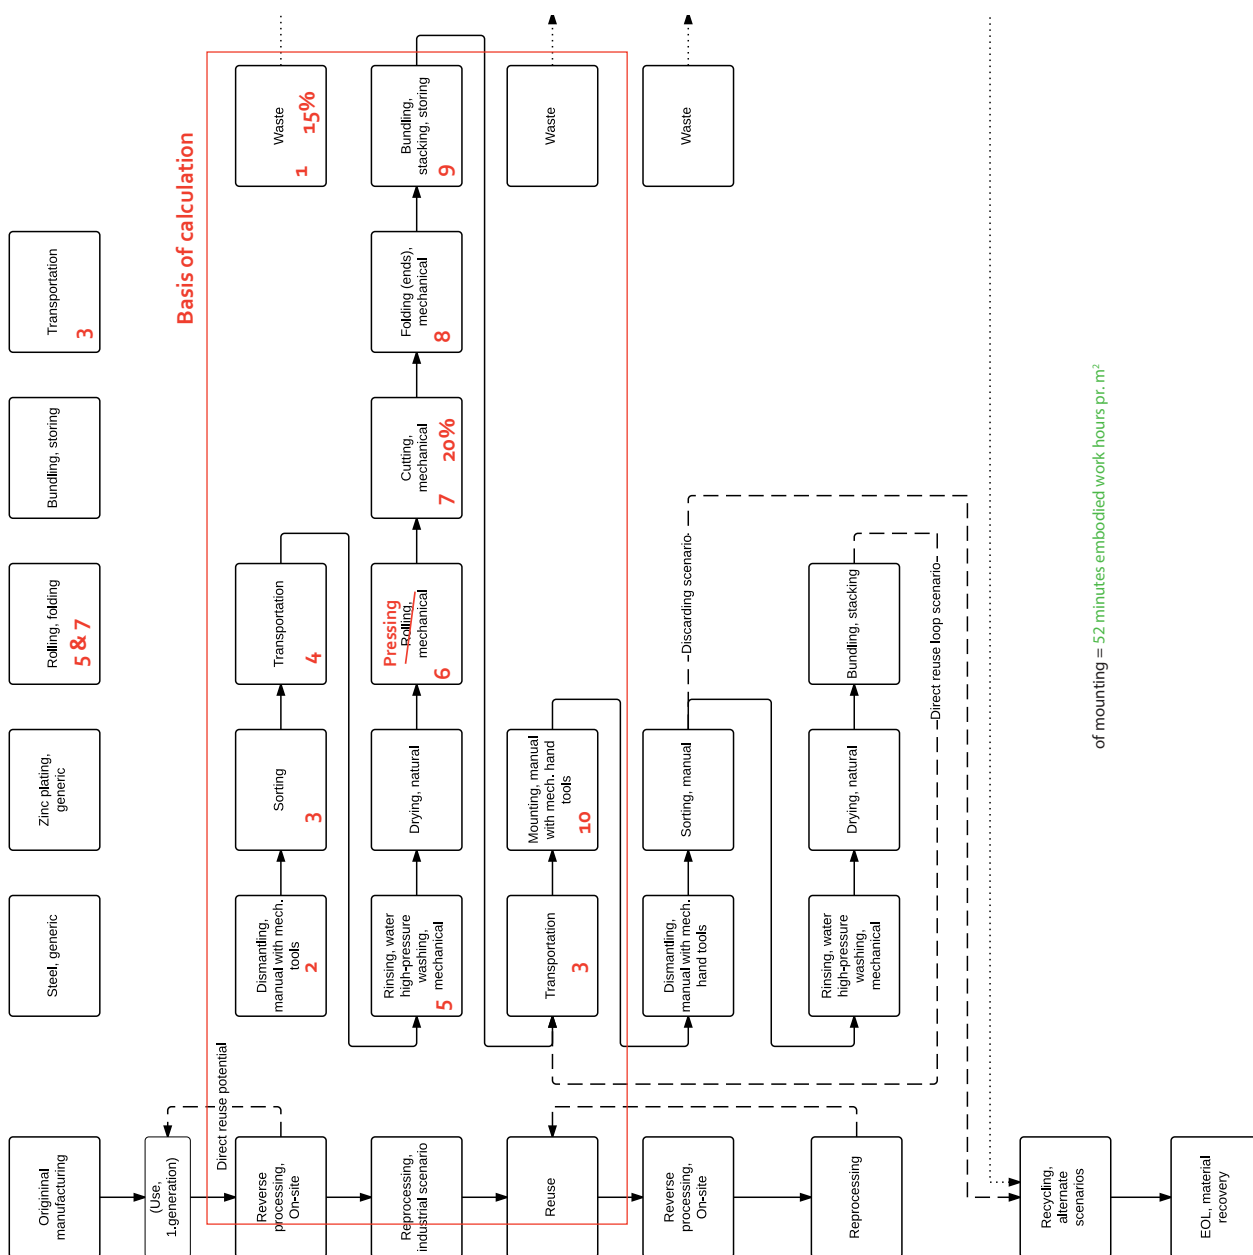 Origininal
manufacturing
Steel, generic
Zinc plating,
generic
Rolling, folding
5 & 7
Bundling, storing
Transportation
3
(Use,
1.generation)
Direct reuse potential
Basis of calculation
Reverse
processing,
On-site
Dismantling,
manual with mech.
tools
2
Sorting
3
Transportation
4
Waste
1 15%
Reprocessing,
industrial scenario
Rinsing, water
high-pressure
washing,
mechanical
5
Drying, natural
Pressing
Rolling,
mechanical
6
Cutting,
mechanical
7 20%
Folding (ends),
mechanical
8
Bundling,
stacking, storing
9
Reuse
Transportation
3
Mounting, manual
with mech. hand
tools
10
Waste
Reverse
processing,
On-site
Dismantling,
manual with mech.
hand tools
Sorting, manual
Discarding scenario
Waste
Reprocessing
Rinsing, water
high-pressure
washing,
mechanical
Drying, natural
Bundling, stacking
Direct reuse loop scenario
Recycling,
alternate
scenarios
of mounting = 52 minutes embodied work hours pr. m²
EOL, material
recovery